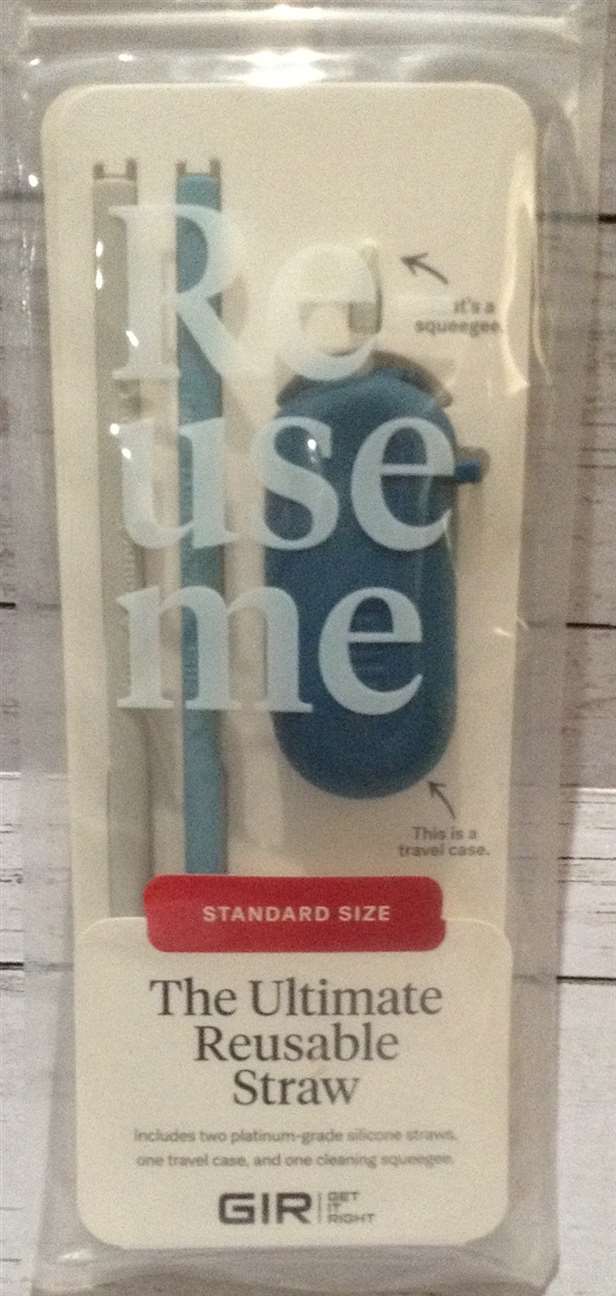 Re
it's a
squeegee.
use
me
This is a
travel case.
STANDARD SIZE
The Ultimate
Reusable
Straw
Includes two platinum-grade silicone straws,
one travel case, and one cleaning squeegee.
GIR GET
IT
RIGHT